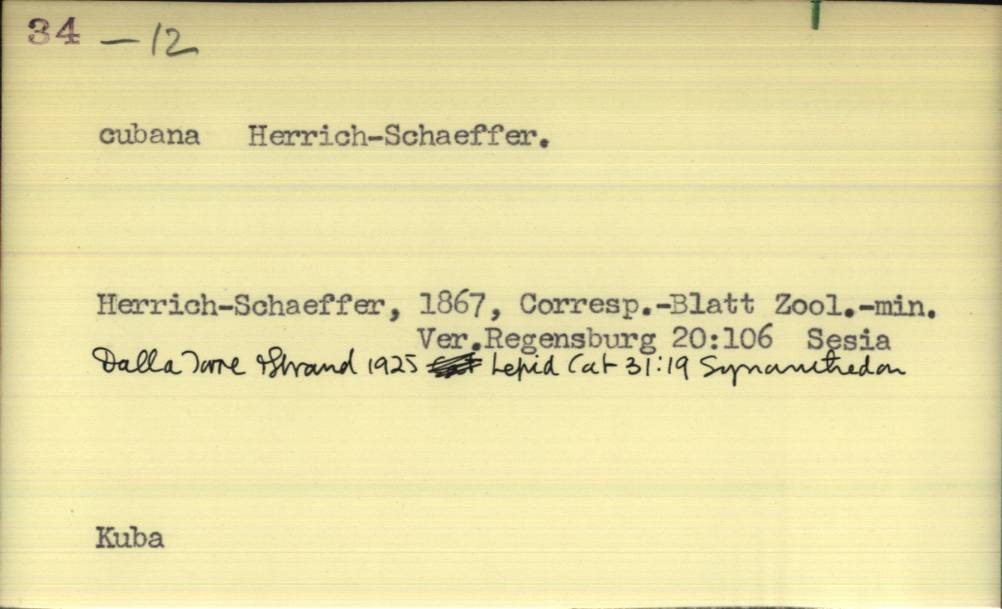 34 — 12
cubana Herrich-Schaeffer.
Herrich-Schaeffer, 1867, Corresp.-Blatt Zool.-min.
Ver.Regensburg 20:106 Sesia
Dalla Torre & Strand 1925 Lepid Cat 31:19 Synanthedon
Kuba